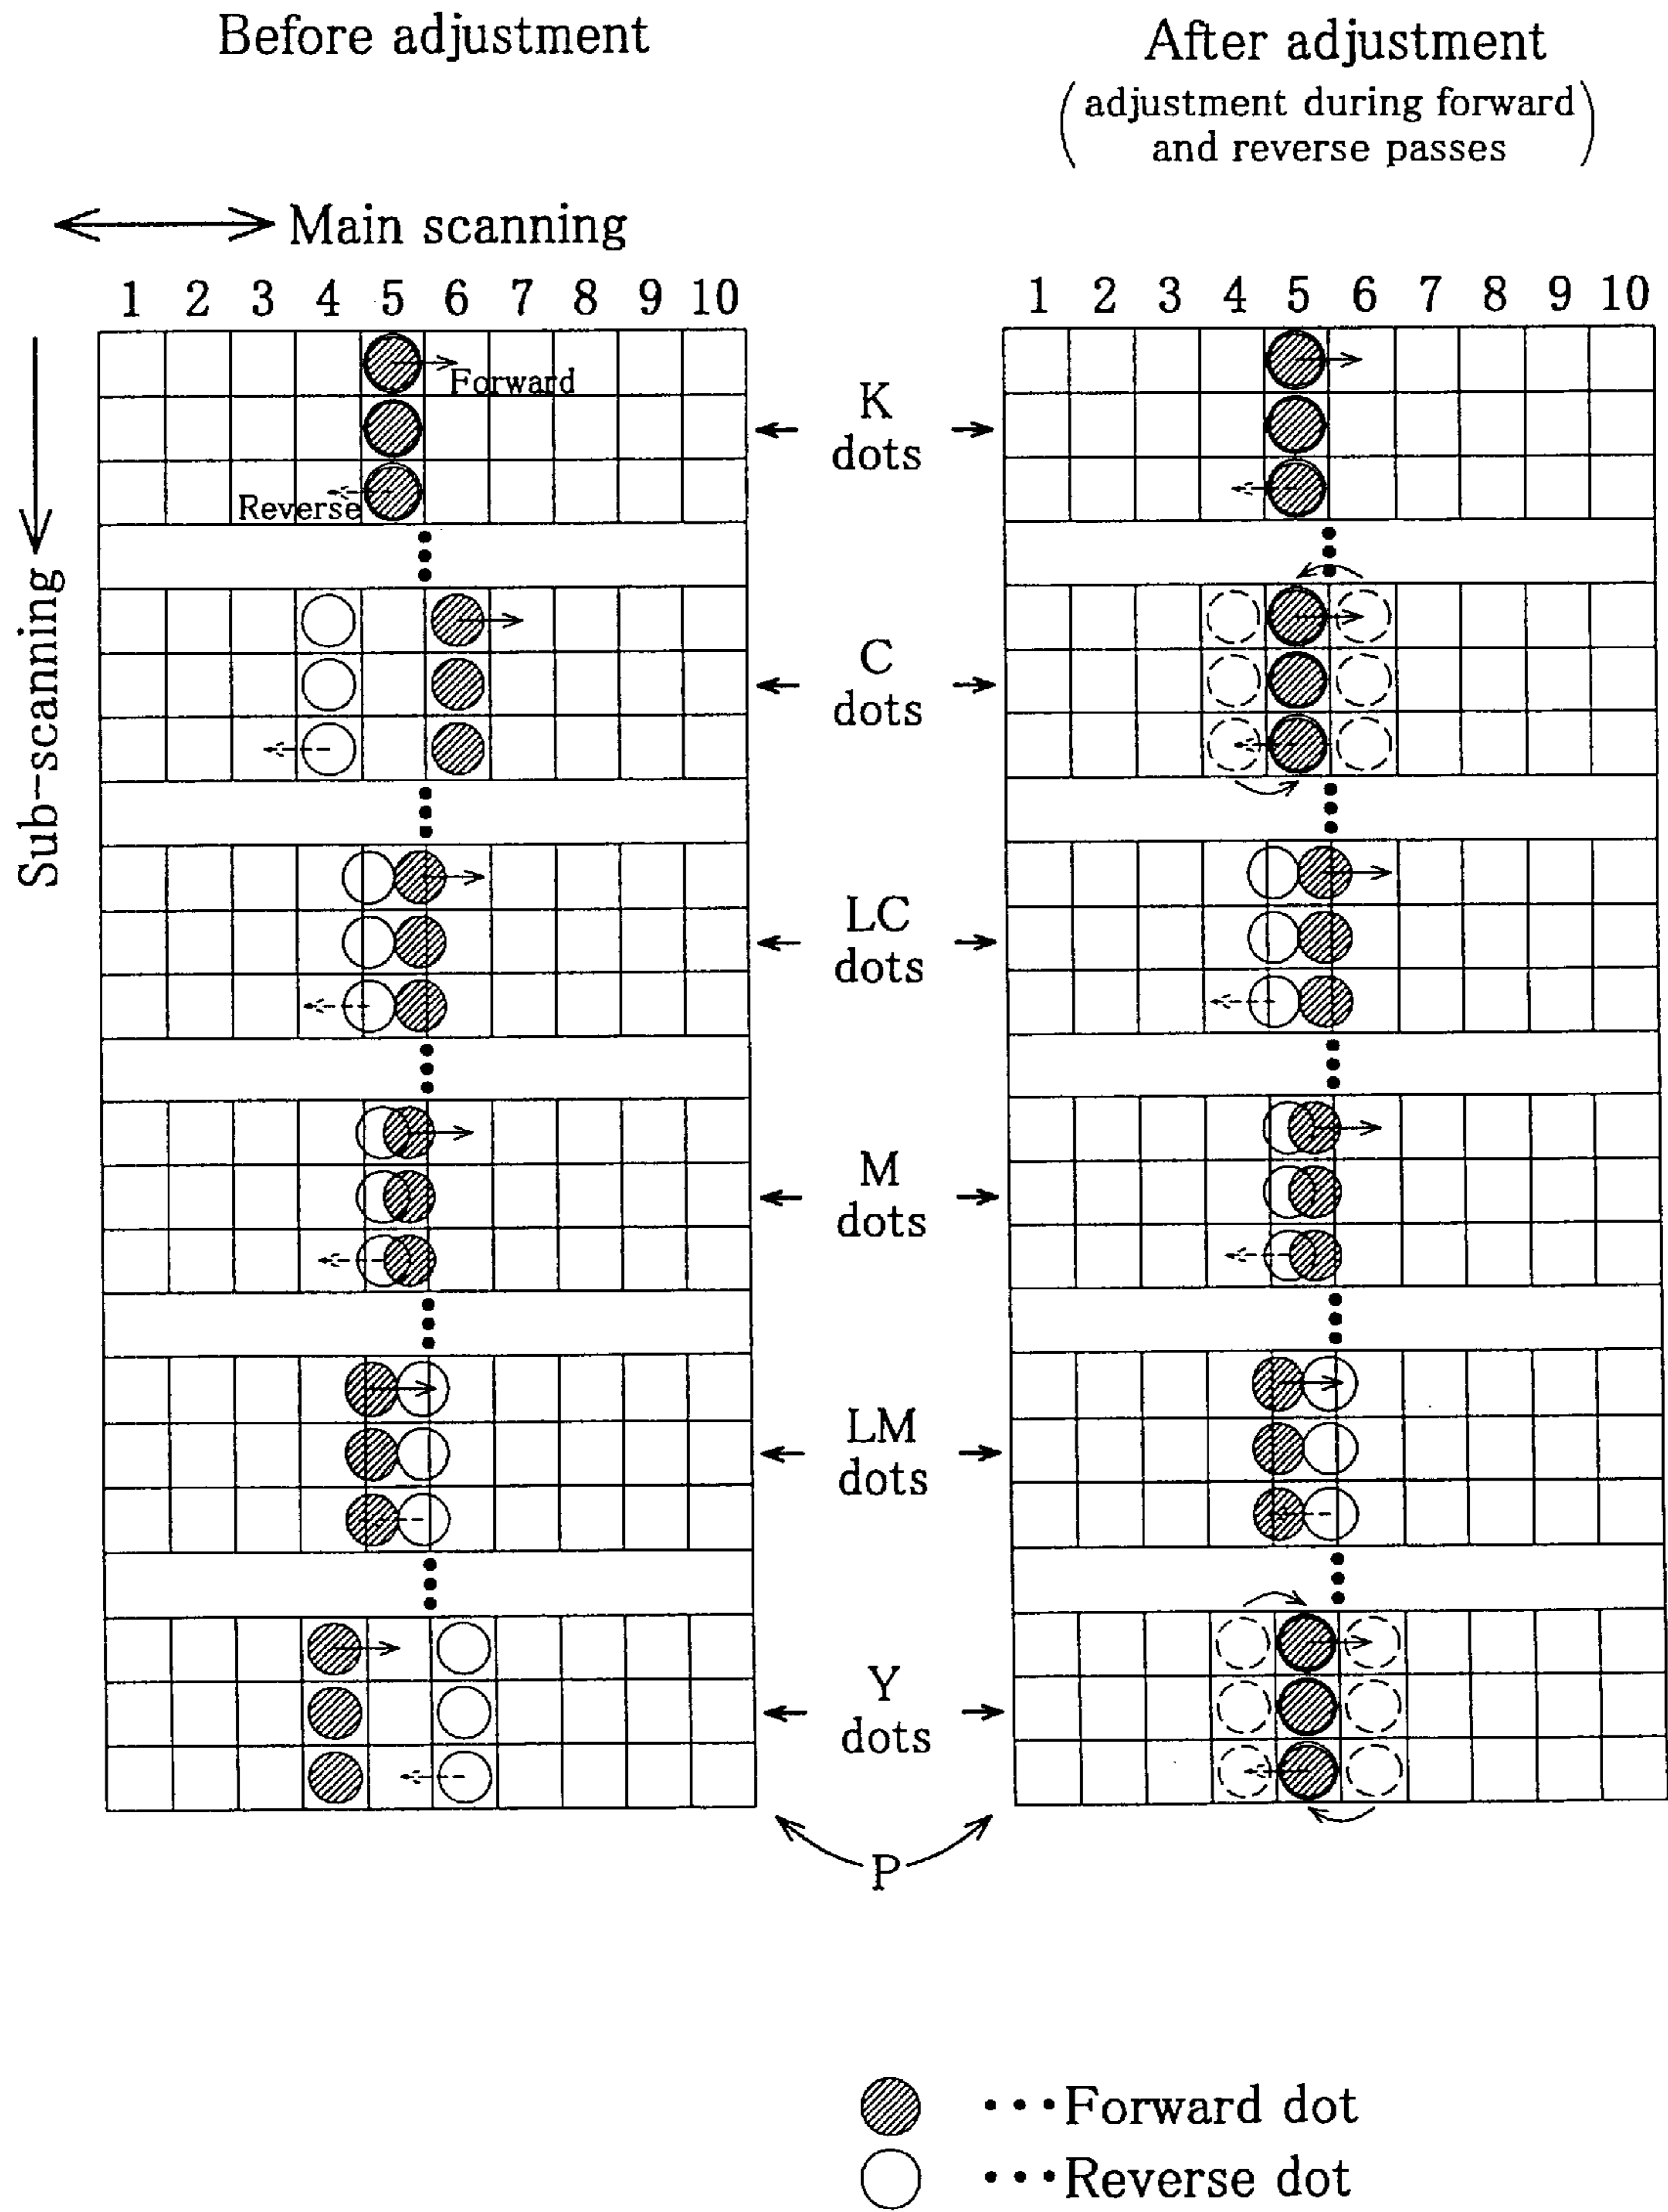 Before adjustment
After adjustment
(adjustment during forward
and reverse passes)
Main scanning
1 2 3 4 5 6 7 8 9 10
1 2 3 4 5 6 7 8 9 10
Sub-scanning
Forward
Reverse
K
dots
C
dots
LC
dots
M
dots
LM
dots
Y
dots
P
•••Forward dot
•••Reverse dot